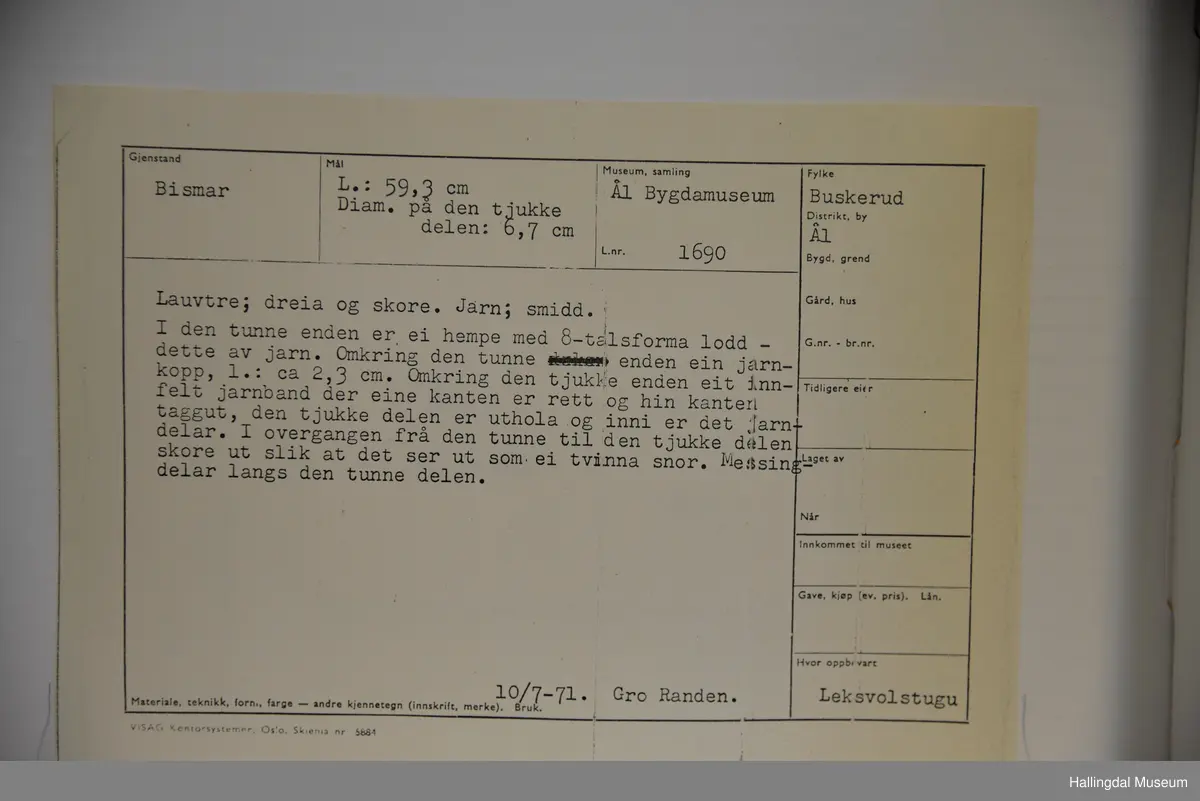 Gjenstand
Bismar
Mål
L.: 59,3 cm
Diam. på den tjukke
delen: 6,7 cm
Museum, samling
Ål Bygdamuseum
L.nr. 1690
Fylke
Buskerud
Distrikt, by
Ål
Bygd, grend
Gård, hus
G.nr. - br.nr.
Tidligere eier
Laget av
Når
Innkommet til museet
Gave, kjøp (ev. pris). Lån.
Hvor oppbevart
Leksvolstugu
Lauvtre; dreia og skore. Jarn; smidd.
I den tunne enden er ei hempe med 8-talsforma lodd -
dette av jarn. Omkring den tunne enden ein jarn-
kopp, l.: ca 2,3 cm. Omkring den tjukke enden eit inn-
felt jarnband der eine kanten er rett og hin kanten
taggut, den tjukke delen er uthola og inni er det jarn-
delar. I overgangen frå den tunne til den tjukke delen
skore ut slik at det ser ut som ei tvinna snor. Messing-
delar langs den tunne delen.
10/7-71. Gro Randen.
Materiale, teknikk, form, farge — andre kjennetegn (innskrift, merke). Bruk.
VISAG Kontorsystemer, Oslo. Skjema nr 5884
Hallingdal Museum